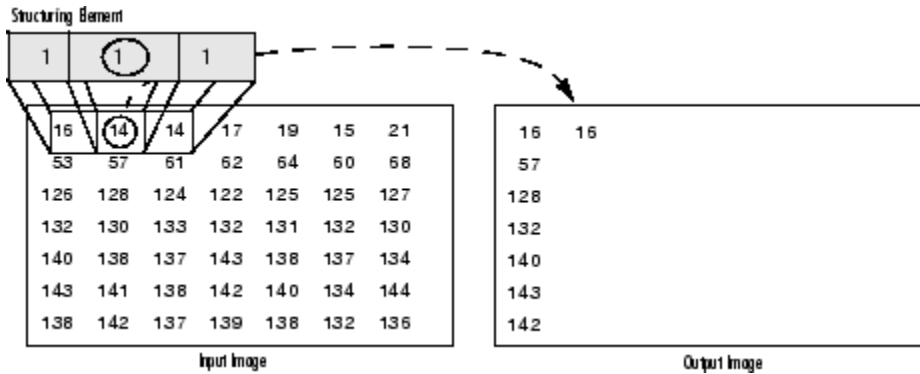 Structuring Element
1 1 1
16 14 14 17 19 15 21
53 57 61 62 64 60 68
126 128 124 122 125 125 127
132 130 133 132 131 132 130
140 138 137 143 138 137 134
143 141 138 142 140 134 144
138 142 137 139 138 132 136
Input Image
16 16
57
128
132
140
143
142
Output Image